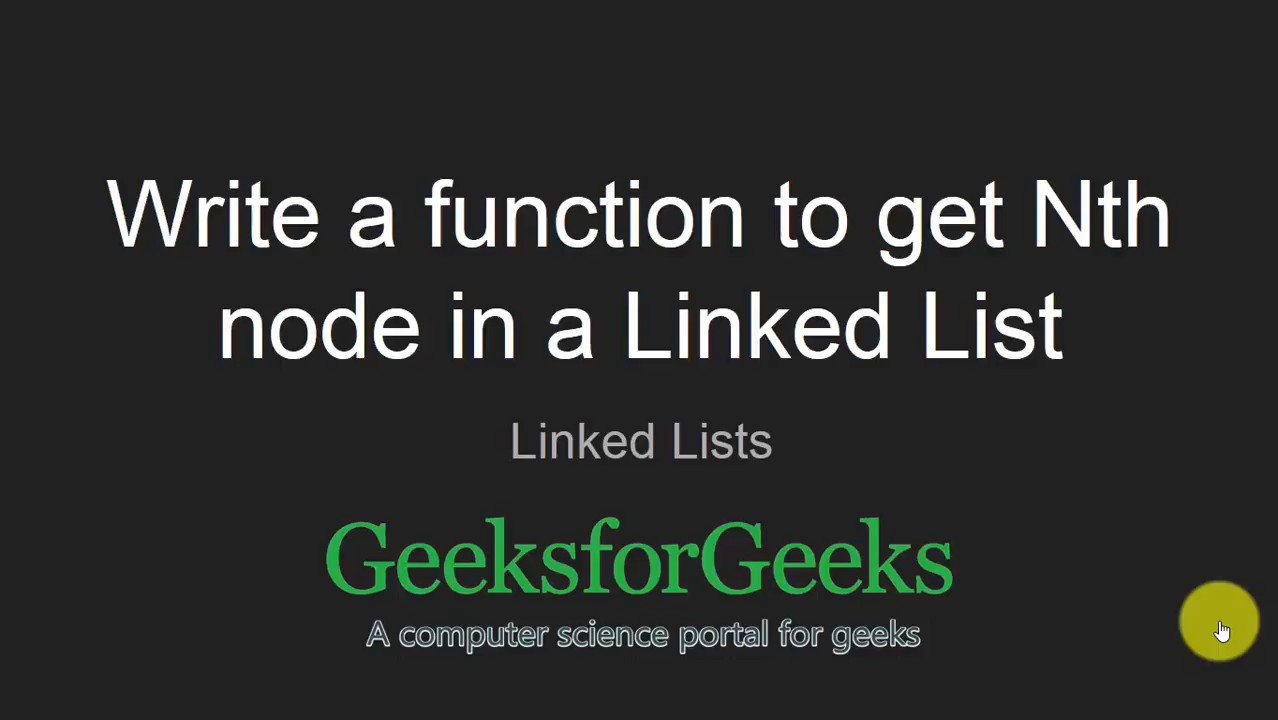 Write a function to get Nth
node in a Linked List
Linked Lists
GeeksforGeeks
A computer science portal for geeks